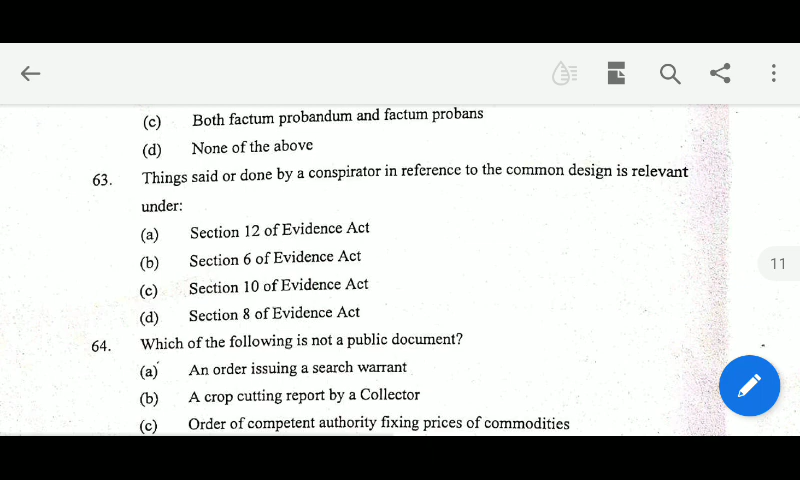 (c) Both factum probandum and factum probans
(d) None of the above
63. Things said or done by a conspirator in reference to the common design is relevant
under:
(a) Section 12 of Evidence Act
(b) Section 6 of Evidence Act
(c) Section 10 of Evidence Act
(d) Section 8 of Evidence Act
11
64. Which of the following is not a public document?
(a) An order issuing a search warrant
(b) A crop cutting report by a Collector
(c) Order of competent authority fixing prices of commodities